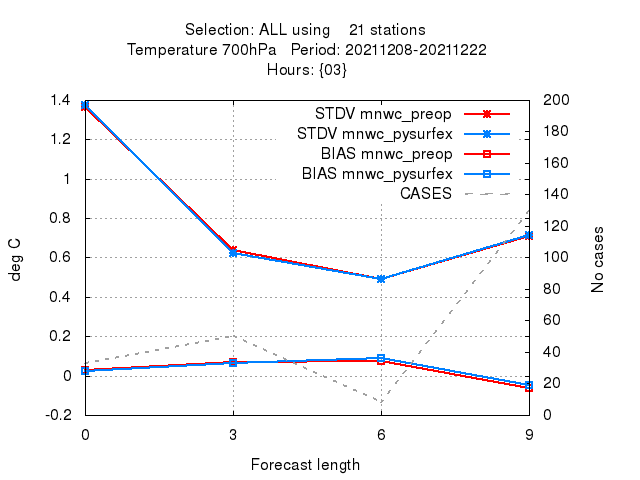 Selection: ALL using 21 stations
Temperature 700hPa Period: 20211208-20211222
Hours: {03}
1.4
1.2
1
0.8
0.6
0.4
0.2
0
-0.2
deg C
STDV mnwc_preop
STDV mnwc_pysurfex
BIAS mnwc_preop
BIAS mnwc_pysurfex
CASES
200
180
160
140
120
100
80
60
40
20
0
No cases
0 3 6 9
Forecast length